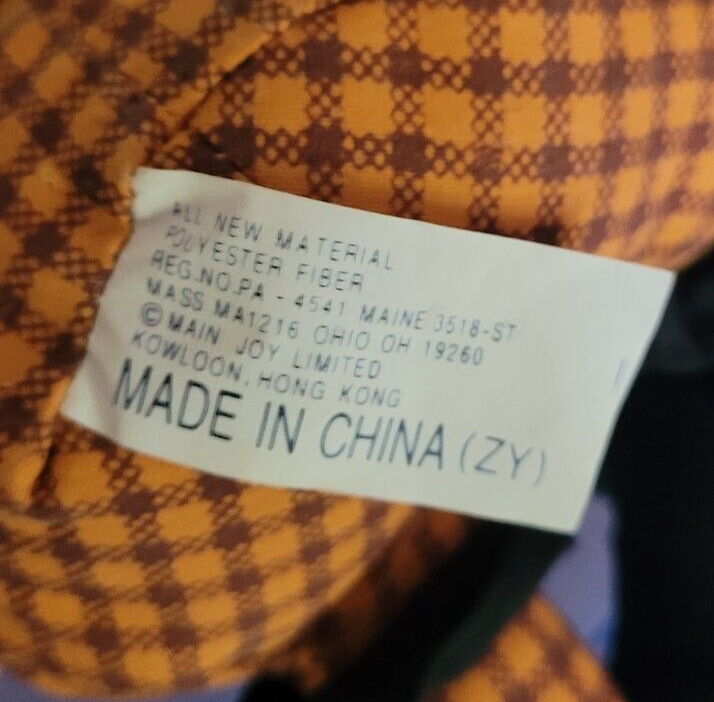 ALL NEW MATERIAL
POLYESTER FIBER
REG.NO.PA - 4541 MAINE 3518-ST
MASS MA1216 OHIO OH 19260
© MAIN JOY LIMITED
KOWLOON, HONG KONG
MADE IN CHINA (ZY)